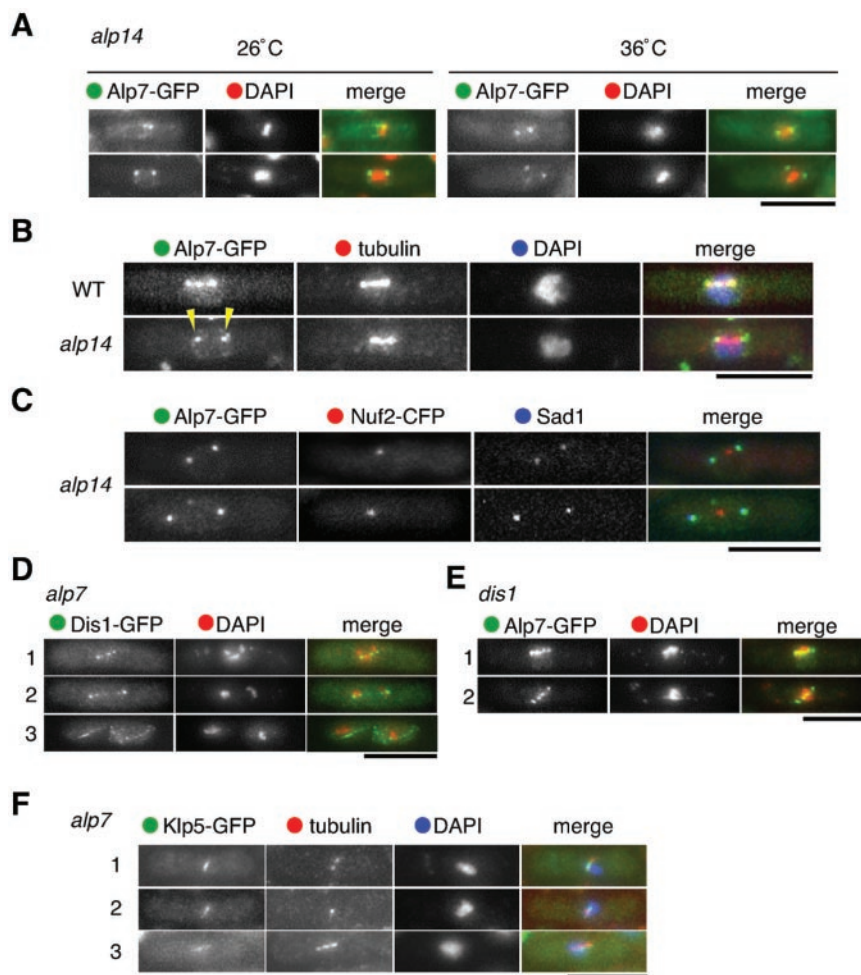 A
alp14
26°C 36°C
Alp7-GFP DAPI merge Alp7-GFP DAPI merge
B
Alp7-GFP tubulin DAPI merge
WT
alp14
C
Alp7-GFP Nuf2-CFP Sad1 merge
alp14
D
alp7
Dis1-GFP DAPI merge
1
2
3
E
dis1
Alp7-GFP DAPI merge
1
2
F
alp7
Klp5-GFP tubulin DAPI merge
1
2
3